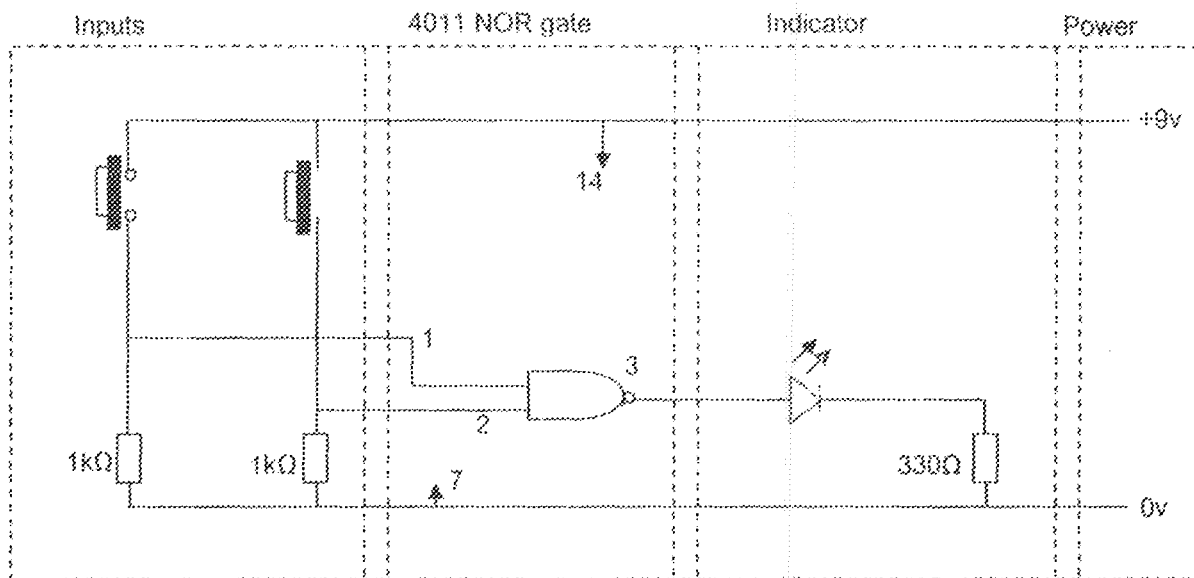 Inputs
4011 NOR gate
Indicator
Power
+9v
14
1
3
2
1kΩ
1kΩ
330Ω
7
0v